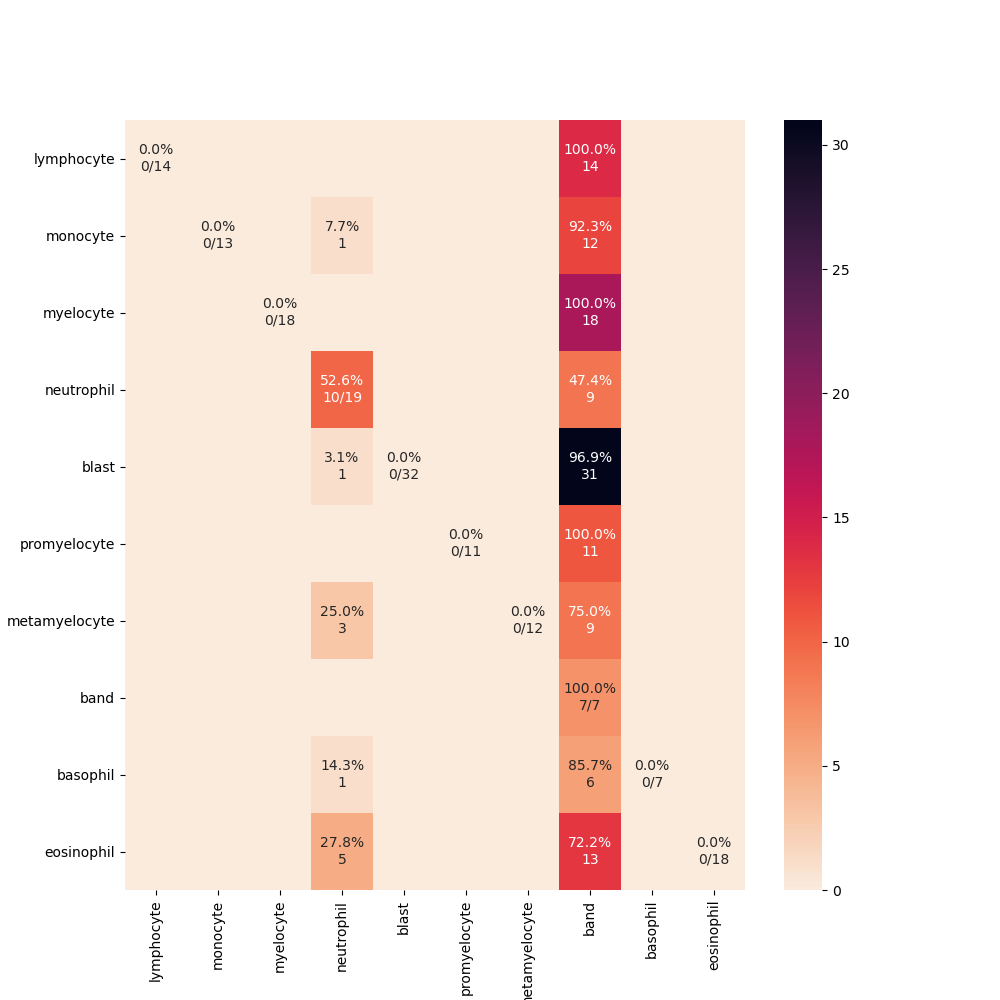 lymphocyte 0.0% 100.0%
0/14 14
monocyte 0.0% 7.7% 92.3%
0/13 1 12
myelocyte 0.0% 100.0%
0/18 18
neutrophil 52.6% 47.4%
10/19 9
blast 3.1% 0.0% 96.9%
1 0/32 31
promyelocyte 0.0% 100.0%
0/11 11
metamyelocyte 25.0% 0.0% 75.0%
3 0/12 9
band 100.0%
7/7
basophil 14.3% 85.7% 0.0%
1 6 0/7
eosinophil 27.8% 72.2% 0.0%
5 13 0/18
lymphocyte
monocyte
myelocyte
neutrophil
blast
promyelocyte
etamyelocyte
band
basophil
eosinophil
30
25
20
15
10
5
0